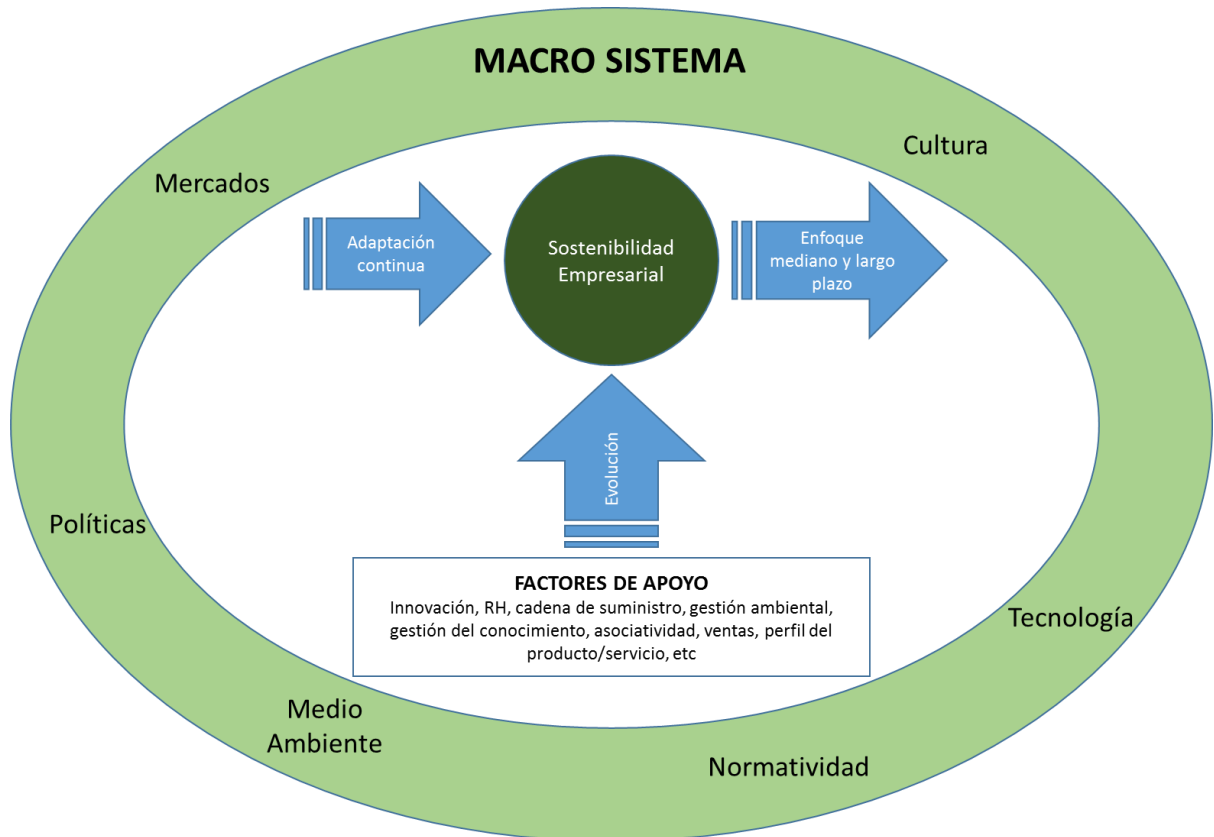 MACRO SISTEMA
Cultura
Mercados
Adaptación
continua
Sostenibilidad
Empresarial
Enfoque
mediano y largo
plazo
Evolución
Políticas
FACTORES DE APOYO
Innovación, RH, cadena de suministro, gestión ambiental,
gestión del conocimiento, asociatividad, ventas, perfil del
producto/servicio, etc
Tecnología
Medio
Ambiente
Normatividad